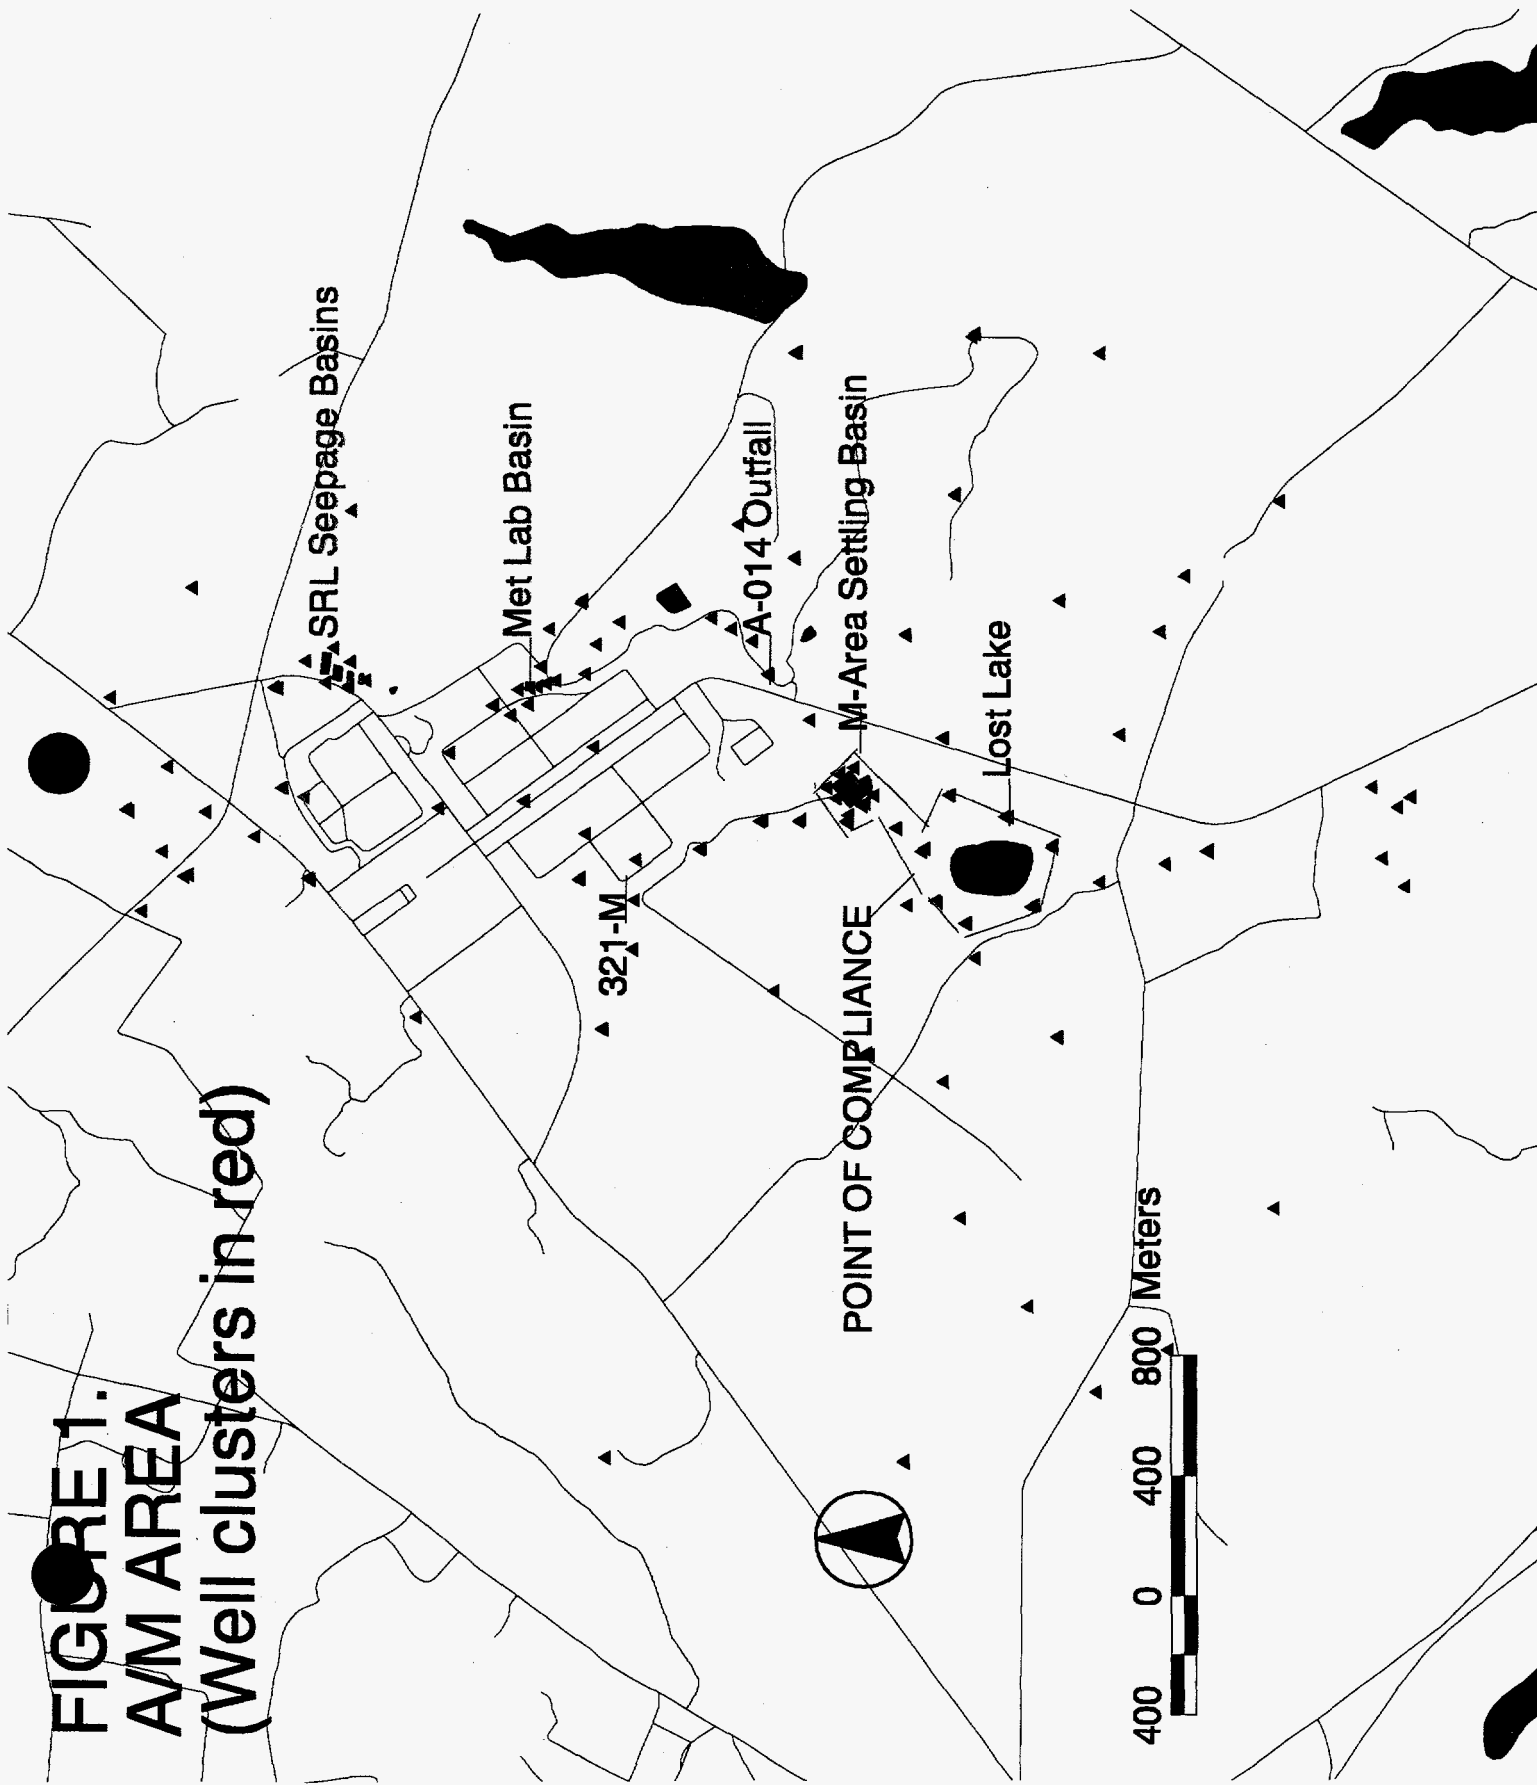 FIGURE 1.
A/M AREA
(Well clusters in red)
SRL Seepage Basins
Met Lab Basin
321-M
A-014 Outfall
M-Area Settling Basin
POINT OF COMPLIANCE
Lost Lake
400 0 400 800 Meters